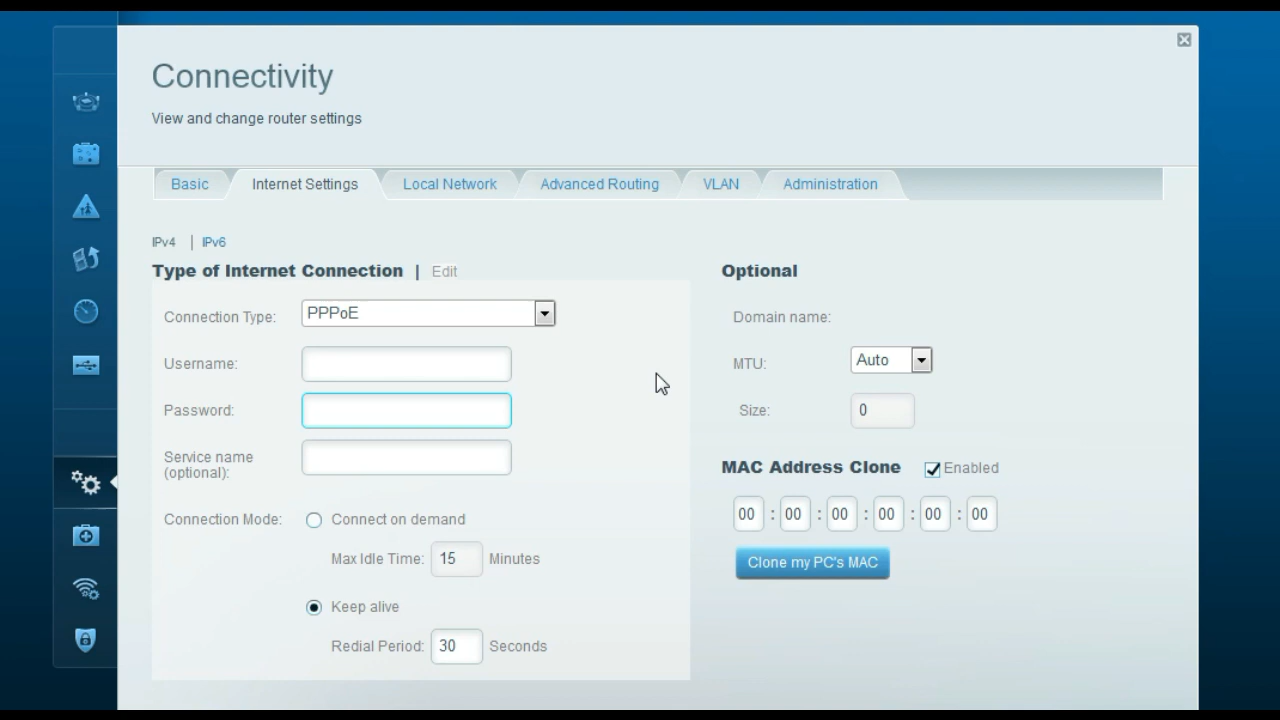 Connectivity
View and change router settings
Basic Internet Settings Local Network Advanced Routing VLAN Administration
IPv4 | IPv6
Type of Internet Connection | Edit
Connection Type: PPPoE
Username:
Password:
Service name
(optional):
Connection Mode: Connect on demand
Max Idle Time: 15 Minutes
Keep alive
Redial Period: 30 Seconds
Optional
Domain name:
MTU: Auto
Size: 0
MAC Address Clone Enabled
00 : 00 : 00 : 00 : 00 : 00
Clone my PC's MAC